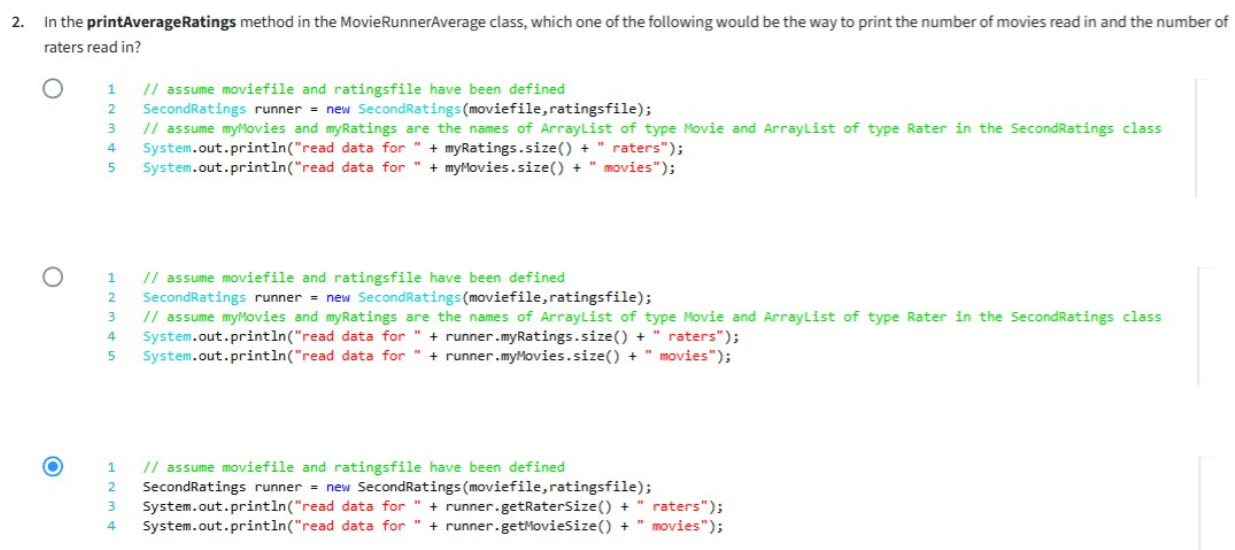 2. In the printAverageRatings method in the MovieRunnerAverage class, which one of the following would be the way to print the number of movies read in and the number of
raters read in?
1 // assume moviefile and ratingsfile have been defined
2 SecondRatings runner = new SecondRatings(moviefile,ratingsfile);
3 // assume myMovies and myRatings are the names of ArrayList of type Movie and ArrayList of type Rater in the SecondRatings class
4 System.out.println("read data for " + myRatings.size() + " raters");
5 System.out.println("read data for " + myMovies.size() + " movies");
1 // assume moviefile and ratingsfile have been defined
2 SecondRatings runner = new SecondRatings(moviefile,ratingsfile);
3 // assume myMovies and myRatings are the names of ArrayList of type Movie and ArrayList of type Rater in the SecondRatings class
4 System.out.println("read data for " + runner.myRatings.size() + " raters");
5 System.out.println("read data for " + runner.myMovies.size() + " movies");
1 // assume moviefile and ratingsfile have been defined
2 SecondRatings runner = new SecondRatings(moviefile,ratingsfile);
3 System.out.println("read data for " + runner.getRaterSize() + " raters");
4 System.out.println("read data for " + runner.getMovieSize() + " movies");